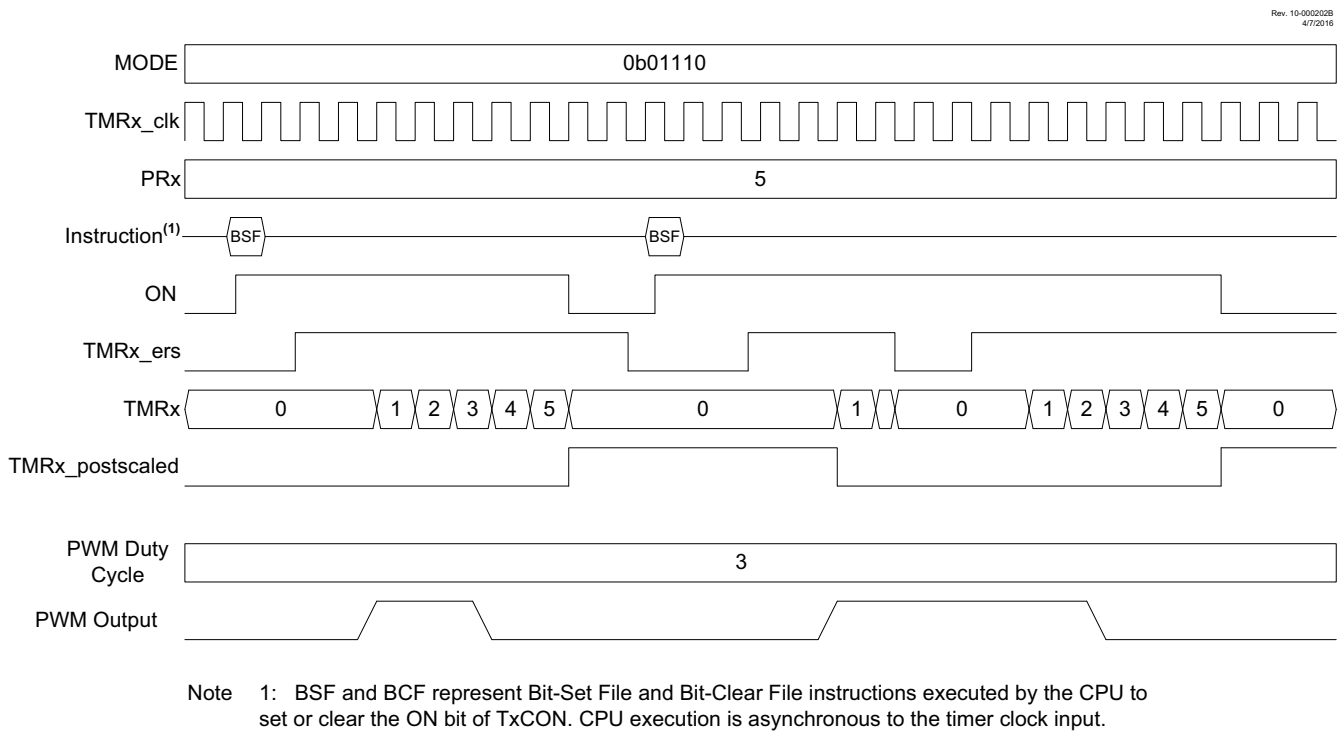 Rev. 10-000202B
4/7/2016
MODE 0b01110
TMRx_clk
PRx 5
Instruction(1) BSF BSF
ON
TMRx_ers
TMRx 0 1 2 3 4 5 0 1 0 1 2 3 4 5 0
TMRx_postscaled
PWM Duty
Cycle 3
PWM Output
Note 1: BSF and BCF represent Bit-Set File and Bit-Clear File instructions executed by the CPU to
set or clear the ON bit of TxCON. CPU execution is asynchronous to the timer clock input.